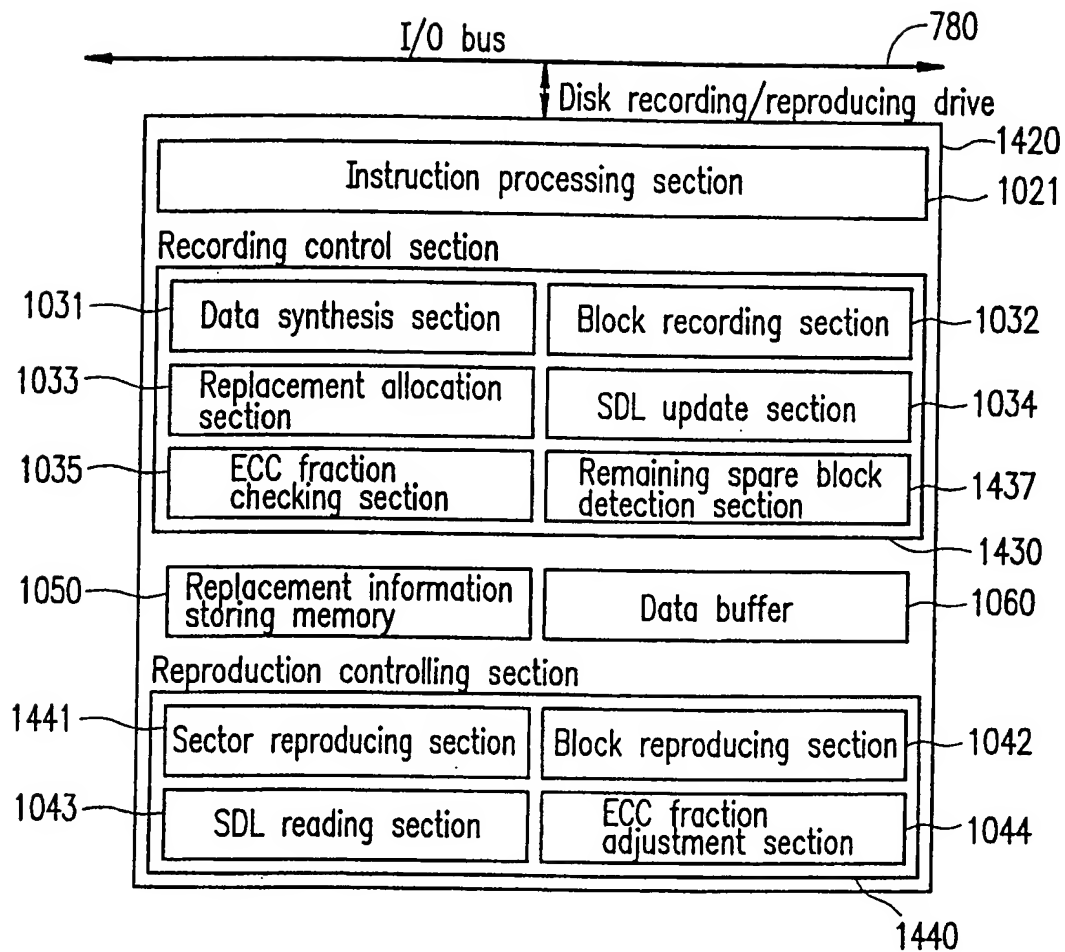 I/O bus
780
Disk recording/reproducing drive
1420
Instruction processing section
1021
Recording control section
1031
Data synthesis section
Block recording section
1032
1033
Replacement allocation
section
SDL update section
1034
1035
ECC fraction
checking section
Remaining spare block
detection section
1437
1430
1050
Replacement information
storing memory
Data buffer
1060
Reproduction controlling section
1441
Sector reproducing section
Block reproducing section
1042
1043
SDL reading section
ECC fraction
adjustment section
1044
1440